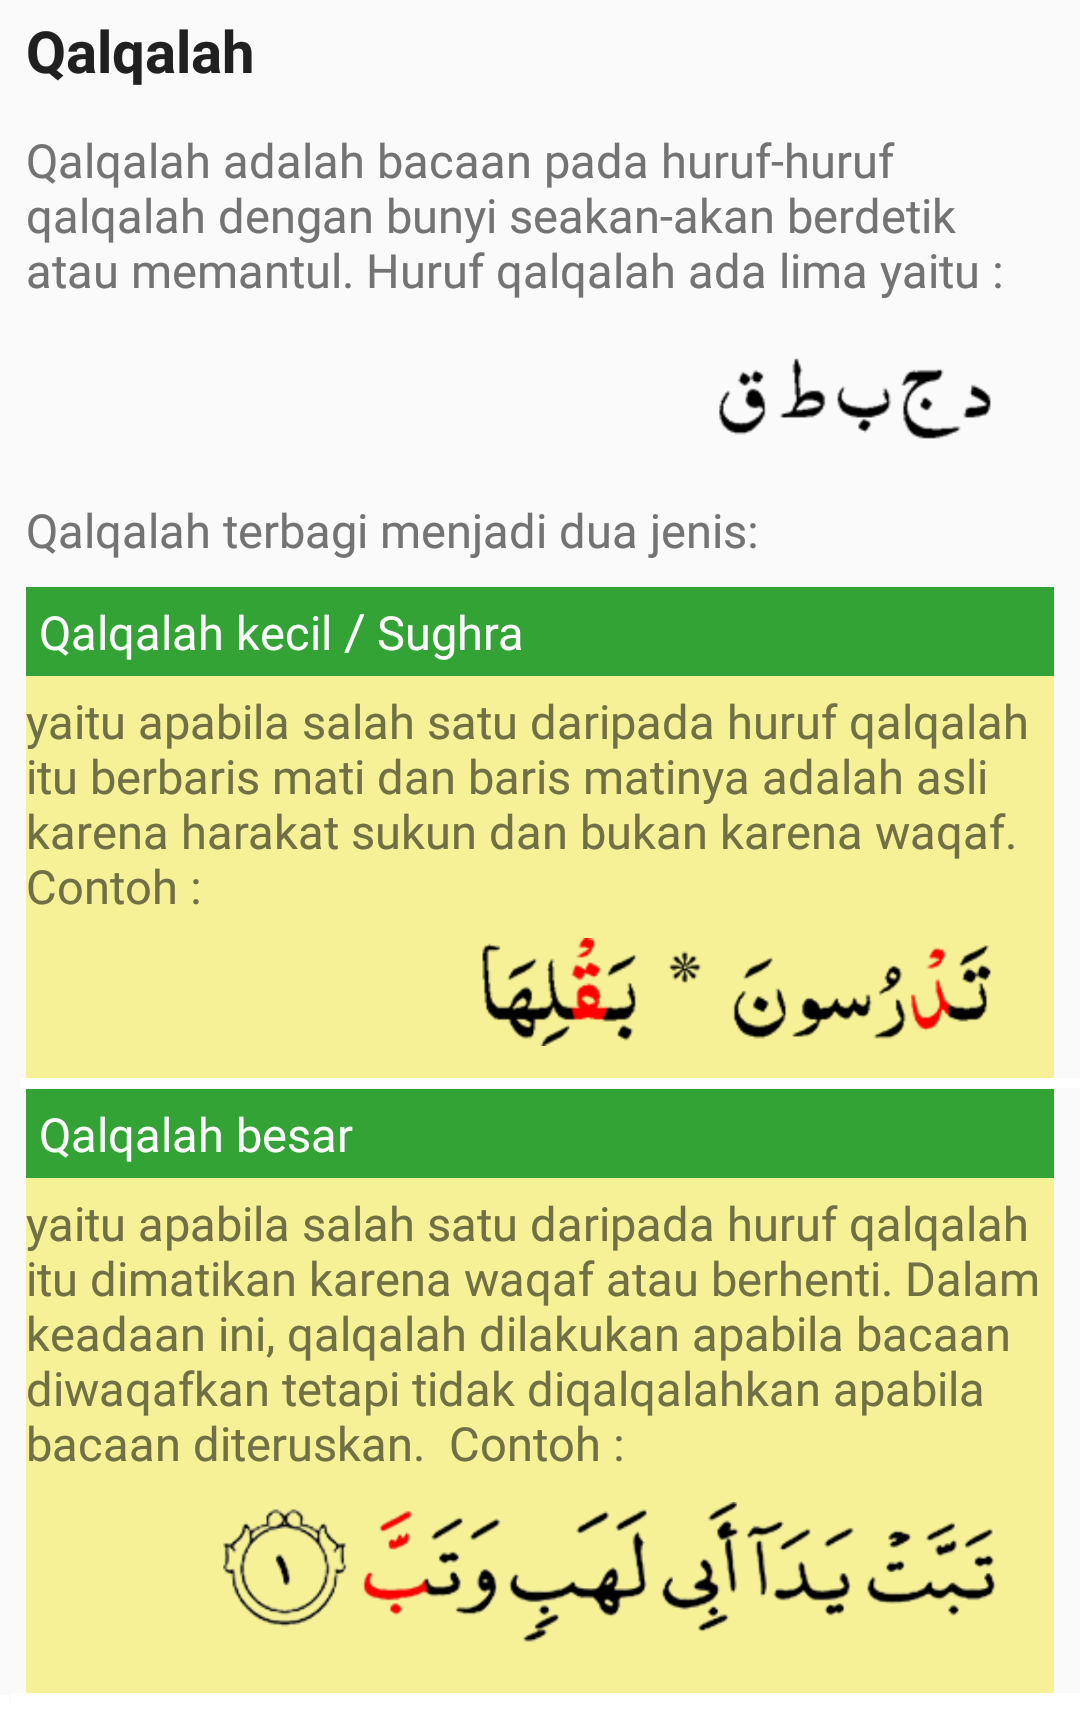 Qalqalah
Qalqalah adalah bacaan pada huruf-huruf
qalqalah dengan bunyi seakan-akan berdetik
atau memantul. Huruf qalqalah ada lima yaitu :
د ج ب ط ق
Qalqalah terbagi menjadi dua jenis:
Qalqalah kecil / Sughra
yaitu apabila salah satu daripada huruf qalqalah
itu berbaris mati dan baris matinya adalah asli
karena harakat sukun dan bukan karena waqaf.
Contoh :
تَدْرُسونَ * بَقْلِهَا
Qalqalah besar
yaitu apabila salah satu daripada huruf qalqalah
itu dimatikan karena waqaf atau berhenti. Dalam
keadaan ini, qalqalah dilakukan apabila bacaan
diwaqafkan tetapi tidak diqalqalahkan apabila
bacaan diteruskan.  Contoh :
تَبَّتْ يَدَآ أَبِي لَهَبٍ وَتَبَّ ١